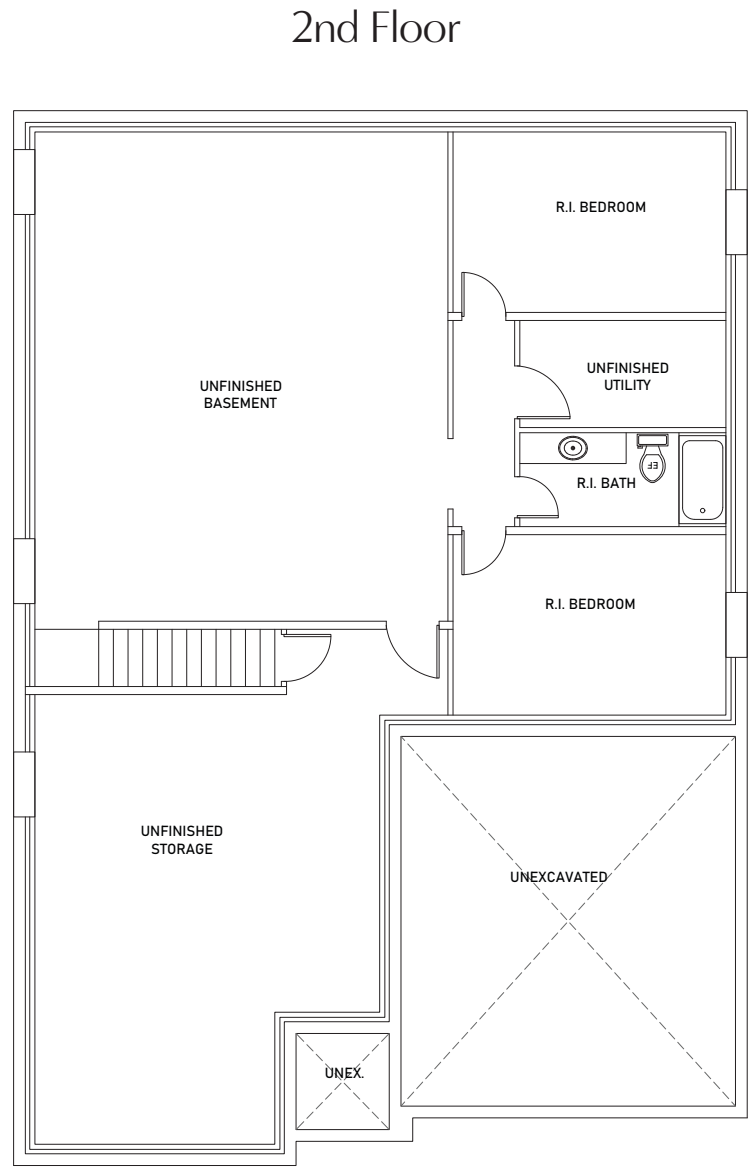 2nd Floor
R.I. BEDROOM
UNFINISHED
UTILITY
UNFINISHED
BASEMENT
EF
R.I. BATH
R.I. BEDROOM
UNFINISHED
STORAGE
UNEXCAVATED
UNEX.